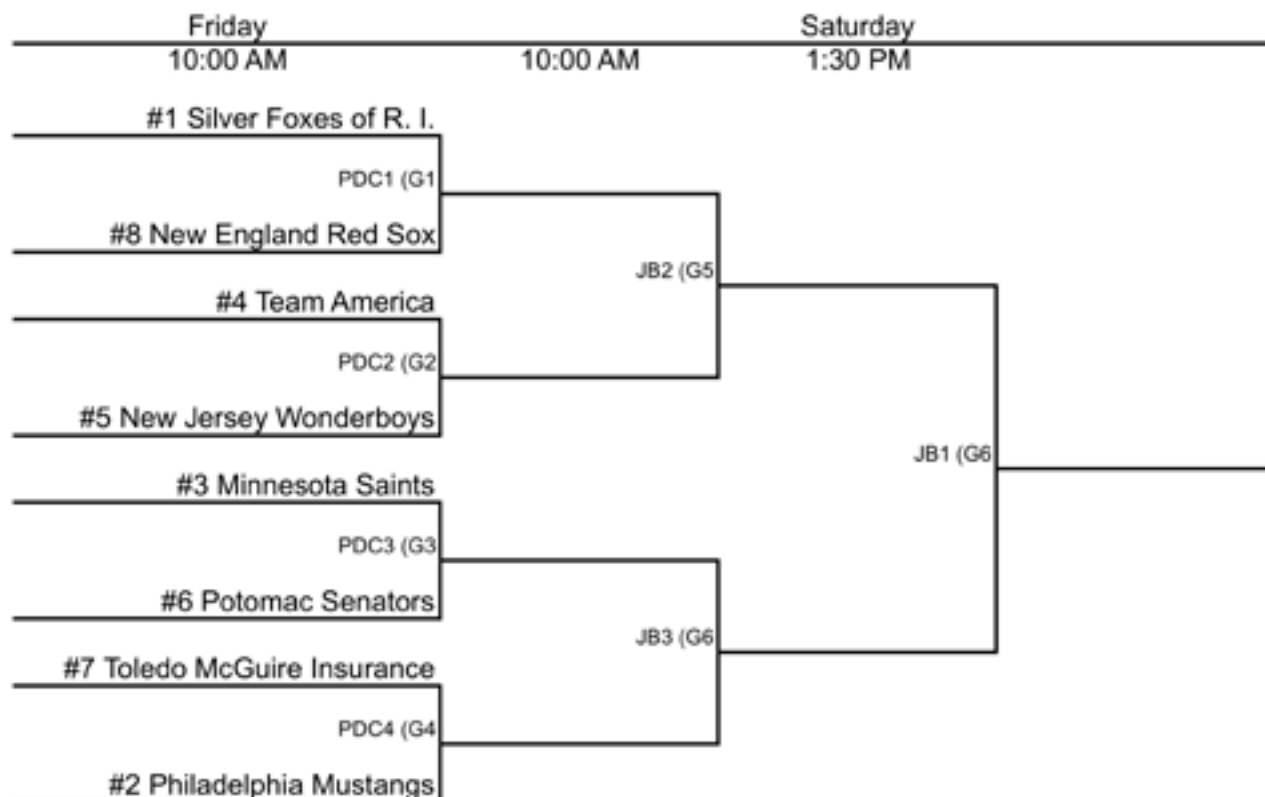 Friday Saturday
10:00 AM 10:00 AM 1:30 PM
#1 Silver Foxes of R. I.
PDC1 (G1
#8 New England Red Sox
JB2 (G5
#4 Team America
PDC2 (G2
#5 New Jersey Wonderboys
JB1 (G6
#3 Minnesota Saints
PDC3 (G3
#6 Potomac Senators
JB3 (G6
#7 Toledo McGuire Insurance
PDC4 (G4
#2 Philadelphia Mustangs